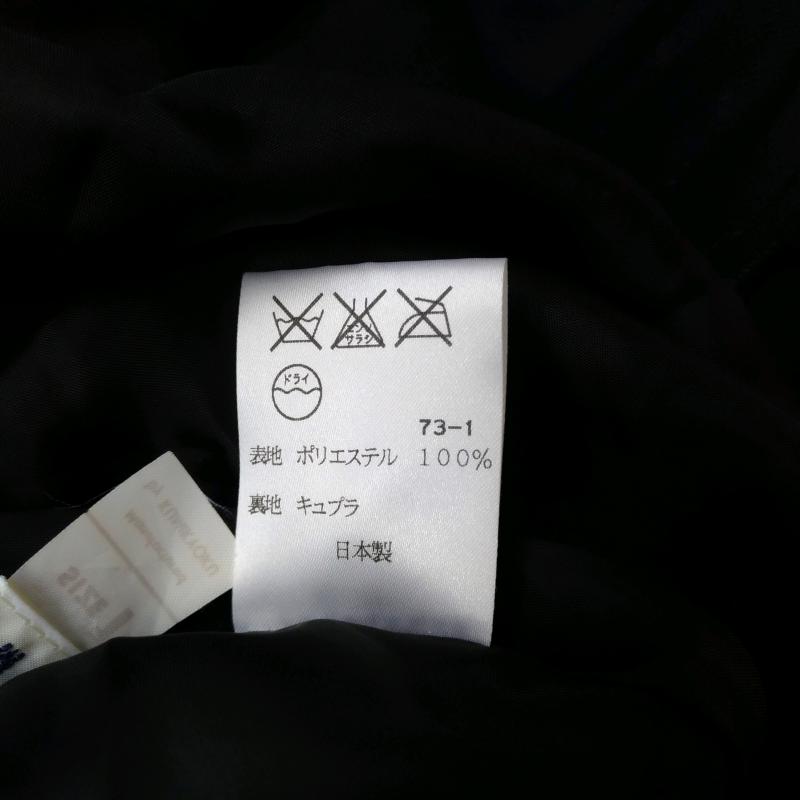 エンソ
サラシ
ドライ
73-1
表地 ポリエステル 100%
裏地 キュプラ
日本製
SIZE L